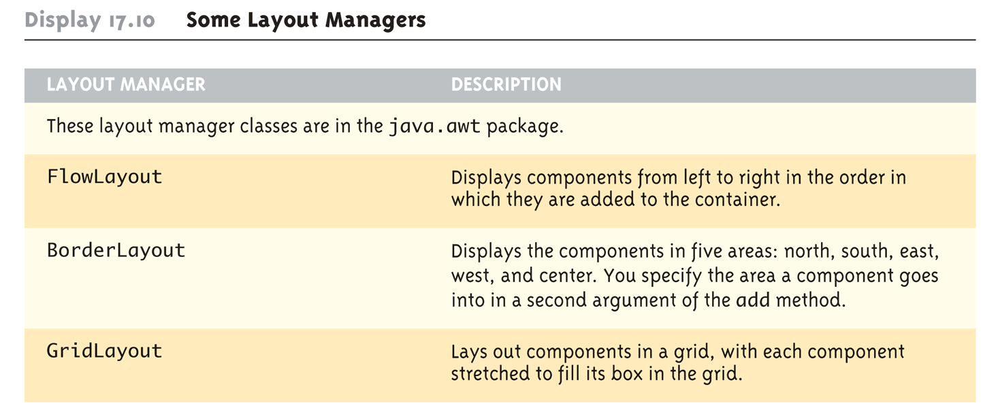 Display 17.10 Some Layout Managers
LAYOUT MANAGER DESCRIPTION
These layout manager classes are in the java.awt package.
FlowLayout Displays components from left to right in the order in
which they are added to the container.
BorderLayout Displays the components in five areas: north, south, east,
west, and center. You specify the area a component goes
into in a second argument of the add method.
GridLayout Lays out components in a grid, with each component
stretched to fill its box in the grid.